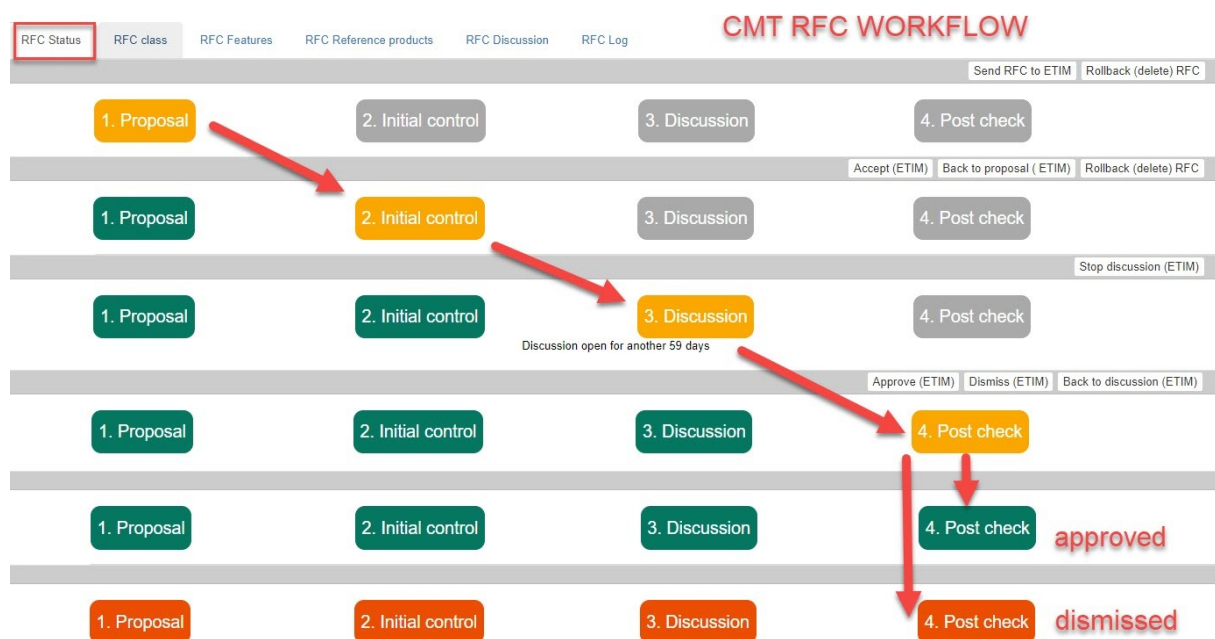 CMT RFC WORKFLOW
RFC Status RFC class RFC Features RFC Reference products RFC Discussion RFC Log
Send RFC to ETIM Rollback (delete) RFC
1. Proposal 2. Initial control 3. Discussion 4. Post check
Accept (ETIM) Back to proposal ( ETIM) Rollback (delete) RFC
1. Proposal 2. Initial control 3. Discussion 4. Post check
Stop discussion (ETIM)
1. Proposal 2. Initial control 3. Discussion 4. Post check
Discussion open for another 59 days
Approve (ETIM) Dismiss (ETIM) Back to discussion (ETIM)
1. Proposal 2. Initial control 3. Discussion 4. Post check
1. Proposal 2. Initial control 3. Discussion 4. Post check approved
1. Proposal 2. Initial control 3. Discussion 4. Post check dismissed